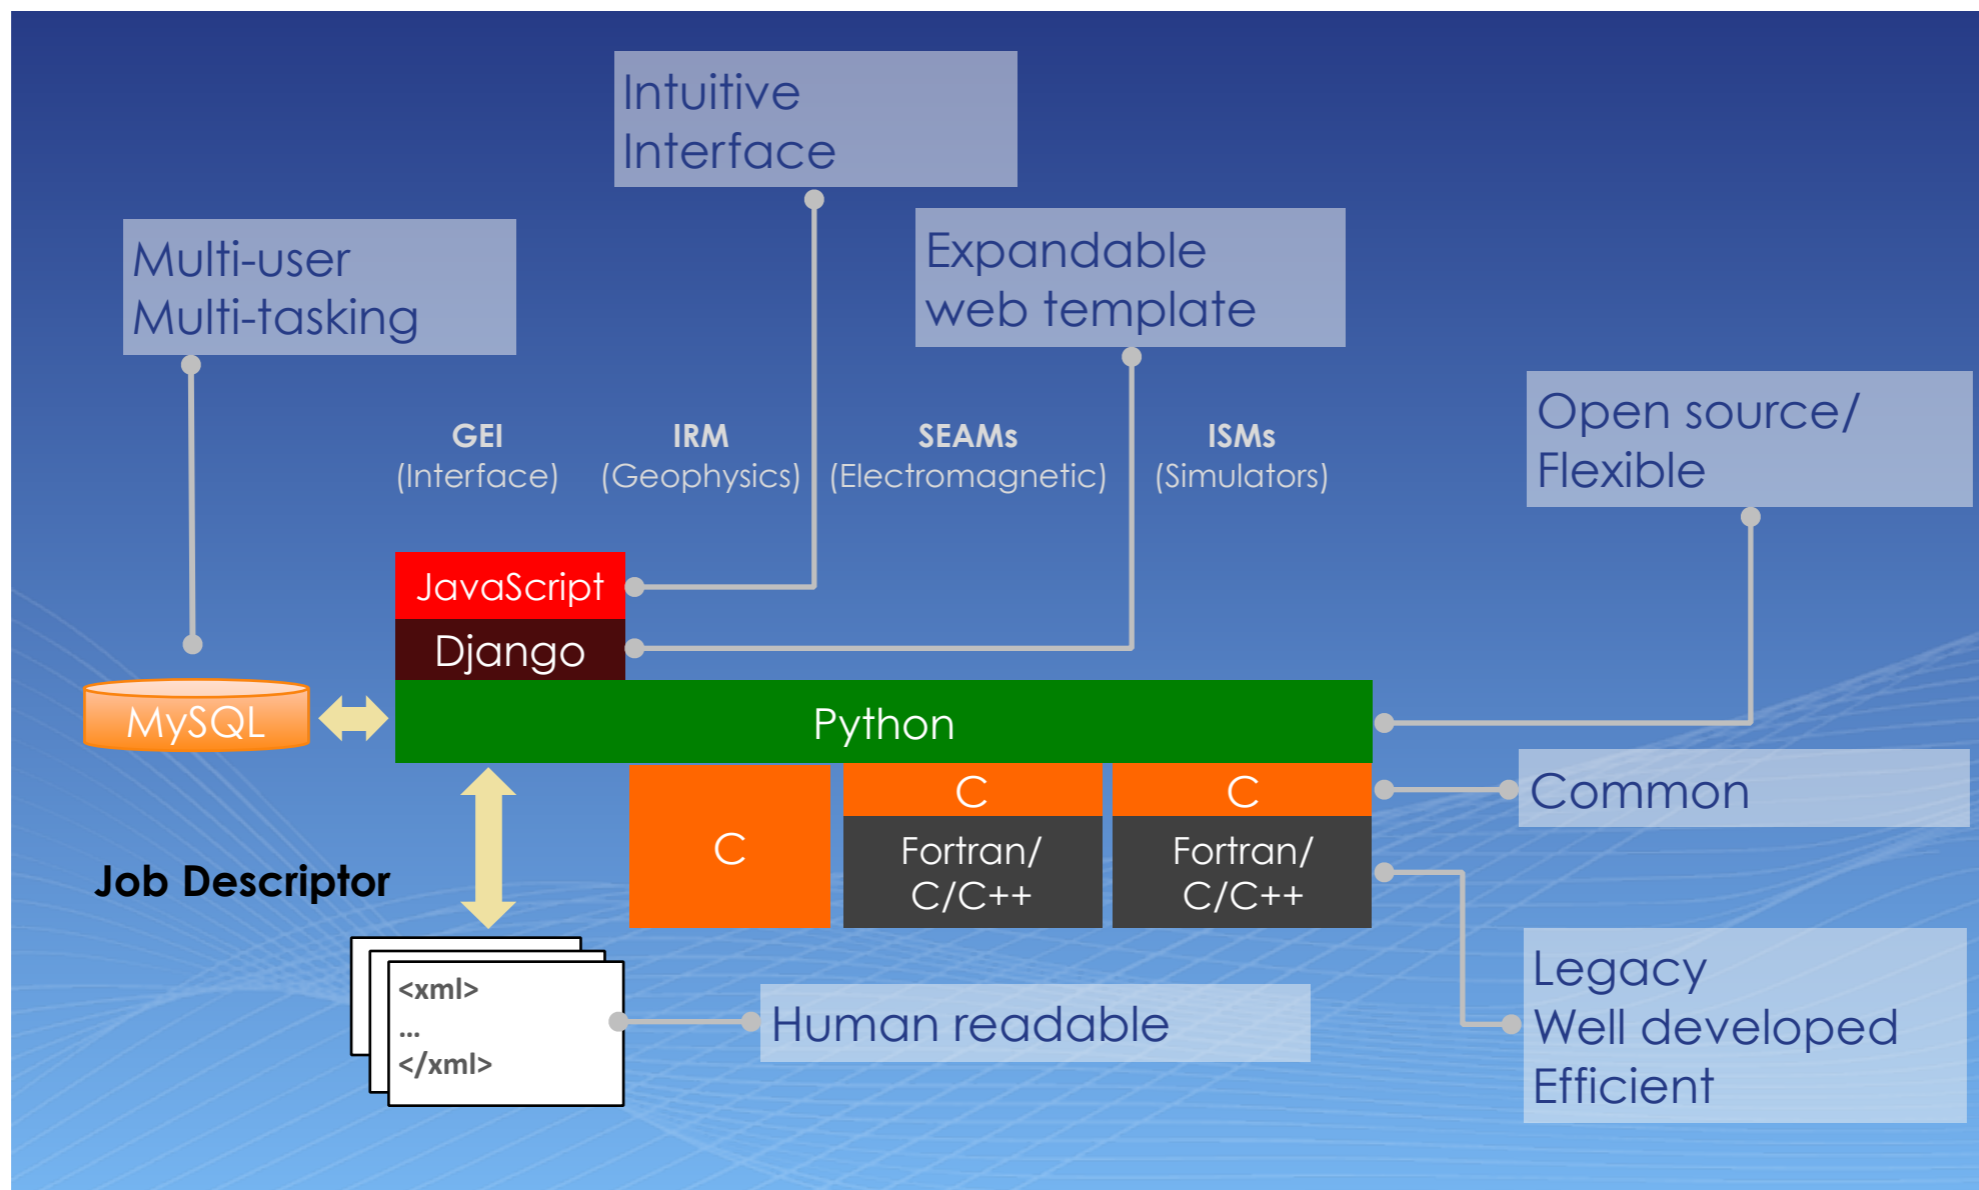 Intuitive
Interface
Multi-user
Multi-tasking
Expandable
web template
Open source/
Flexible
GEI
(Interface)
IRM
(Geophysics)
SEAMs
(Electromagnetic)
ISMs
(Simulators)
JavaScript
Django
MySQL
Python
C
C
C
Common
Fortran/
C/C++
Fortran/
C/C++
Job Descriptor
<xml>
...
</xml>
Human readable
Legacy
Well developed
Efficient